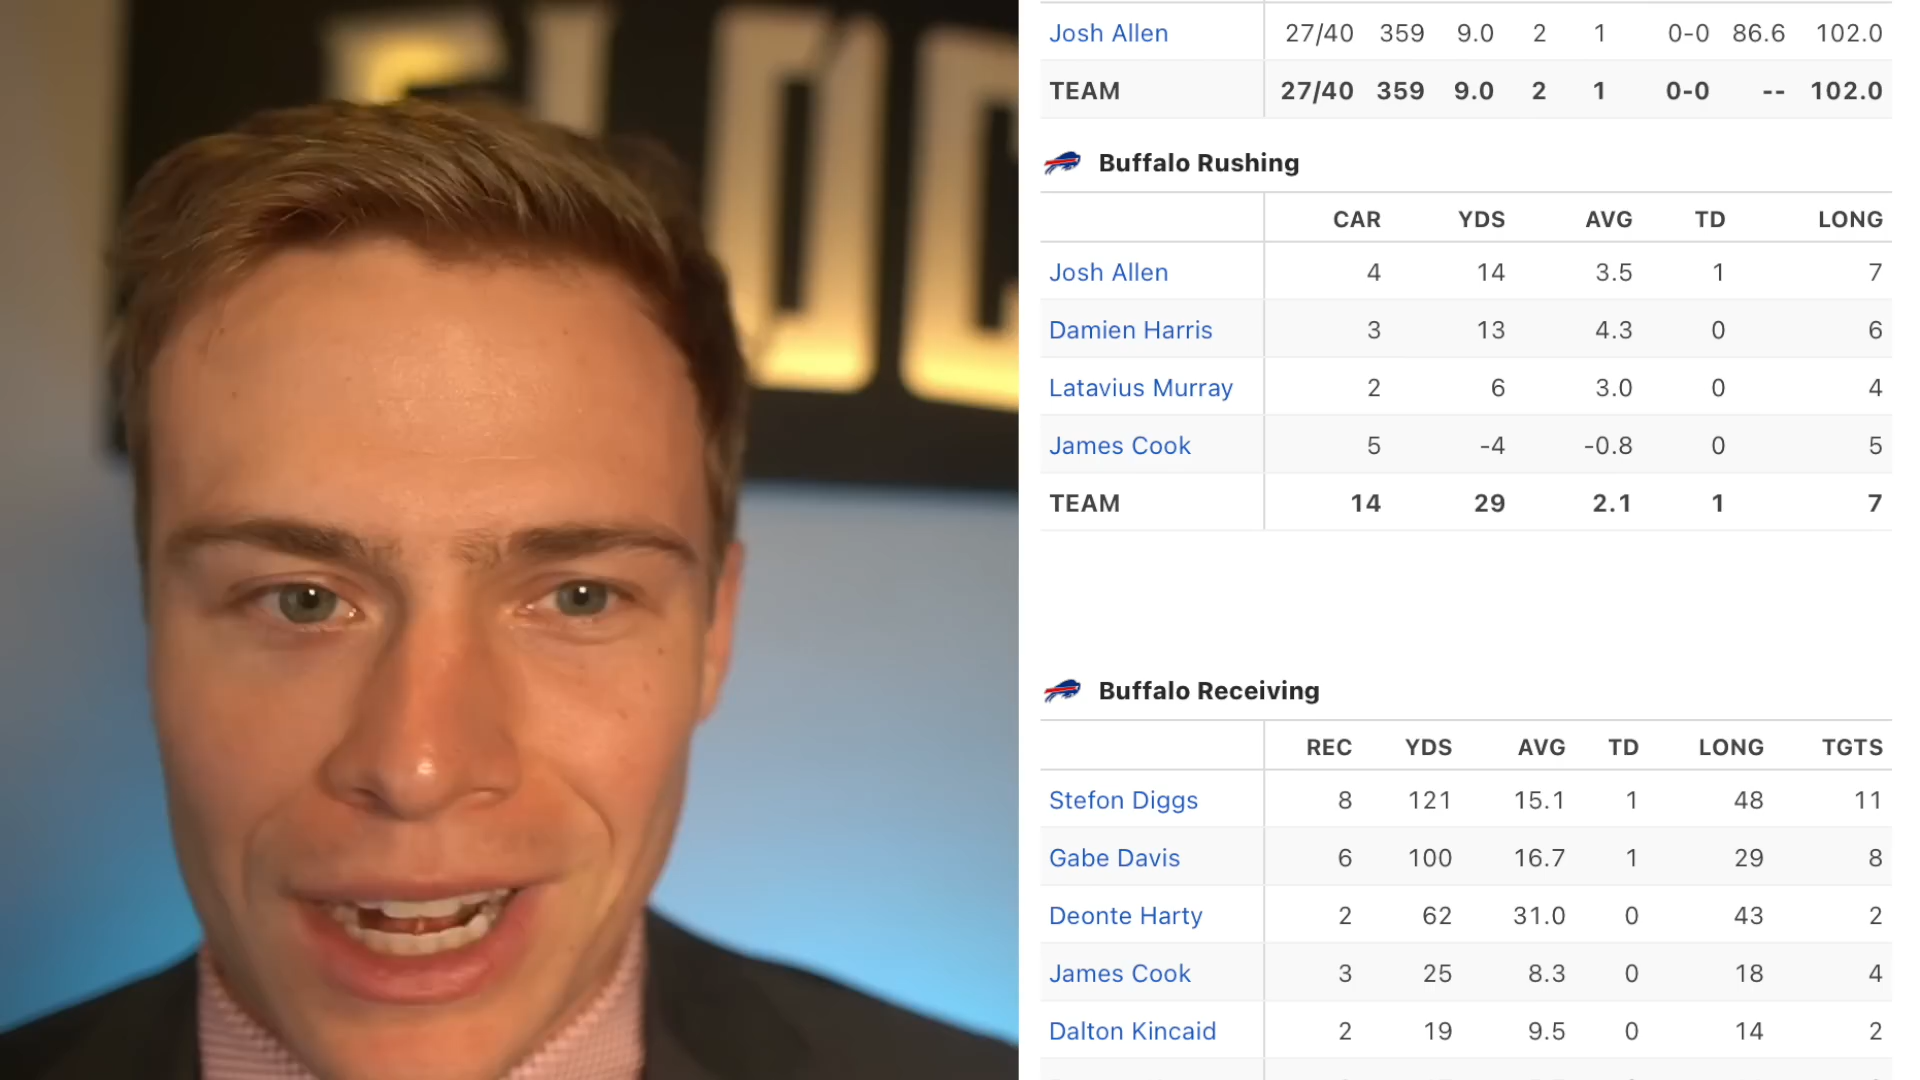 Josh Allen 27/40 359 9.0 2 1 0-0 86.6 102.0
TEAM 27/40 359 9.0 2 1 0-0 -- 102.0
Buffalo Rushing
CAR YDS AVG TD LONG
Josh Allen 4 14 3.5 1 7
Damien Harris 3 13 4.3 0 6
Latavius Murray 2 6 3.0 0 4
James Cook 5 -4 -0.8 0 5
TEAM 14 29 2.1 1 7
Buffalo Receiving
REC YDS AVG TD LONG TGTS
Stefon Diggs 8 121 15.1 1 48 11
Gabe Davis 6 100 16.7 1 29 8
Deonte Harty 2 62 31.0 0 43 2
James Cook 3 25 8.3 0 18 4
Dalton Kincaid 2 19 9.5 0 14 2